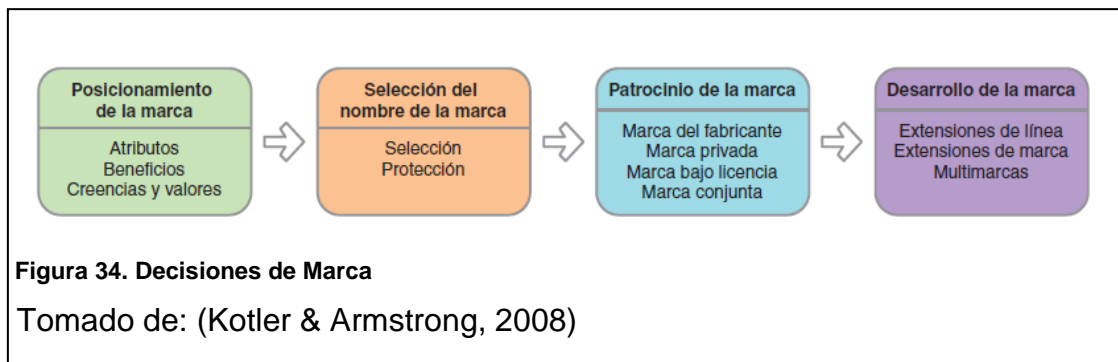 Posicionamiento
de la marca
Atributos
Beneficios
Creencias y valores
Selección del
nombre de la marca
Selección
Protección
Patrocinio de la marca
Marca del fabricante
Marca privada
Marca bajo licencia
Marca conjunta
Desarrollo de la marca
Extensiones de línea
Extensiones de marca
Multimarcas
Figura 34. Decisiones de Marca
Tomado de: (Kotler & Armstrong, 2008)